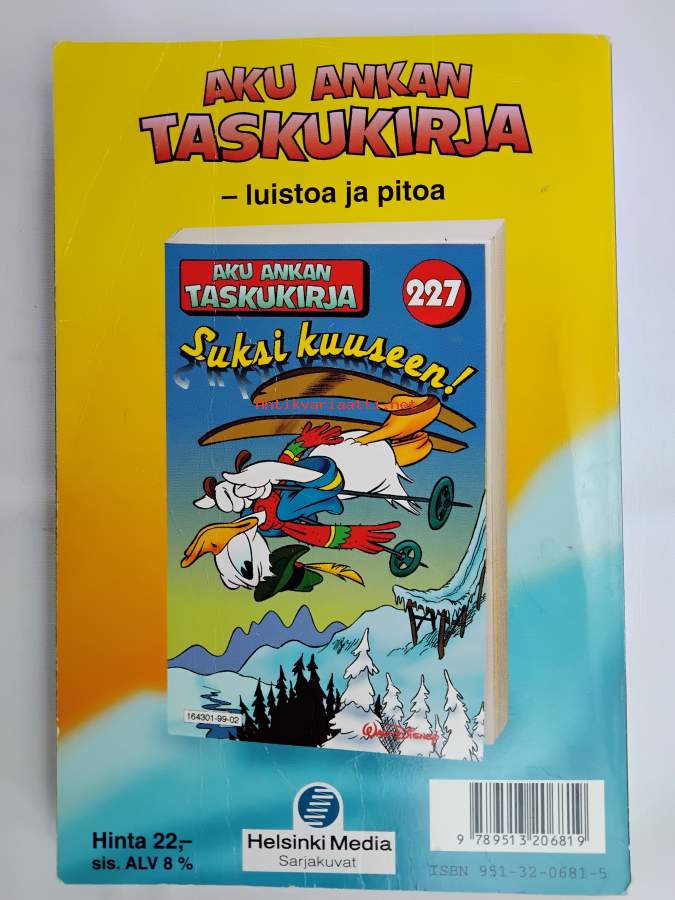 AKU ANKAN
TASKUKIRJA
– luistoa ja pitoa
AKU ANKAN
TASKUKIRJA
227
Suksi kuuseen!
antikvariaatti.net
164301-99-02
Walt Disney
Hinta 22,–
sis. ALV 8 %
Helsinki Media
Sarjakuvat
9 789513 206819
ISBN 951-32-0681-5